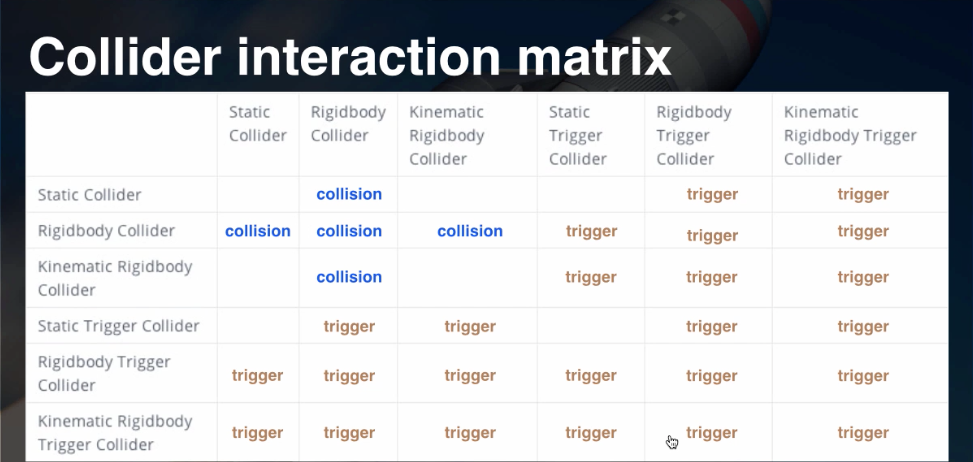 Collider interaction matrix
Static Collider | Rigidbody Collider | Kinematic Rigidbody Collider | Static Trigger Collider | Rigidbody Trigger Collider | Kinematic Rigidbody Trigger Collider
Static Collider | | collision | | | trigger | trigger
Rigidbody Collider | collision | collision | collision | trigger | trigger | trigger
Kinematic Rigidbody Collider | | collision | | trigger | trigger | trigger
Static Trigger Collider | | trigger | trigger | | trigger | trigger
Rigidbody Trigger Collider | trigger | trigger | trigger | trigger | trigger | trigger
Kinematic Rigidbody Trigger Collider | trigger | trigger | trigger | trigger | trigger | trigger